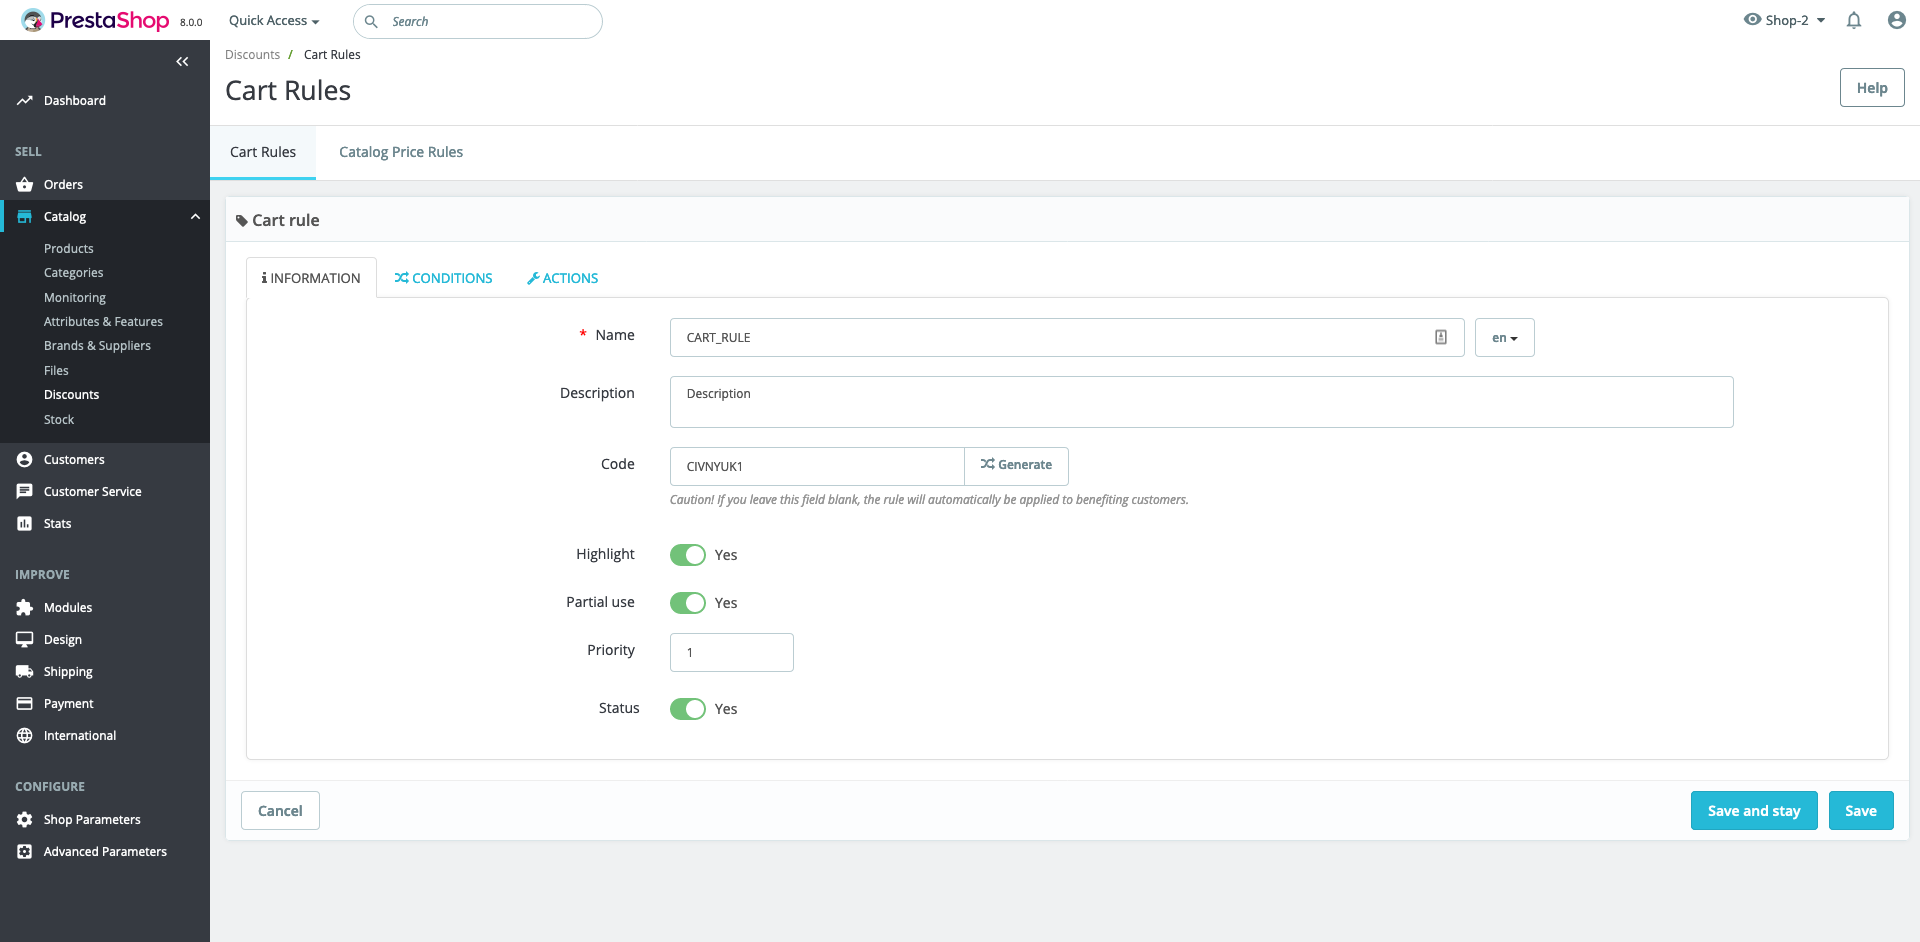 PrestaShop 8.0.0
Quick Access
Search
Shop-2
Discounts / Cart Rules
Cart Rules
Help
Cart Rules
Catalog Price Rules
Dashboard
SELL
Orders
Catalog
Products
Categories
Monitoring
Attributes & Features
Brands & Suppliers
Files
Discounts
Stock
Customers
Customer Service
Stats
IMPROVE
Modules
Design
Shipping
Payment
International
CONFIGURE
Shop Parameters
Advanced Parameters
Cart rule
INFORMATION
CONDITIONS
ACTIONS
* Name
CART_RULE
en
Description
Description
Code
CIVNYUK1
Generate
Caution! If you leave this field blank, the rule will automatically be applied to benefiting customers.
Highlight
Yes
Partial use
Yes
Priority
1
Status
Yes
Cancel
Save and stay
Save